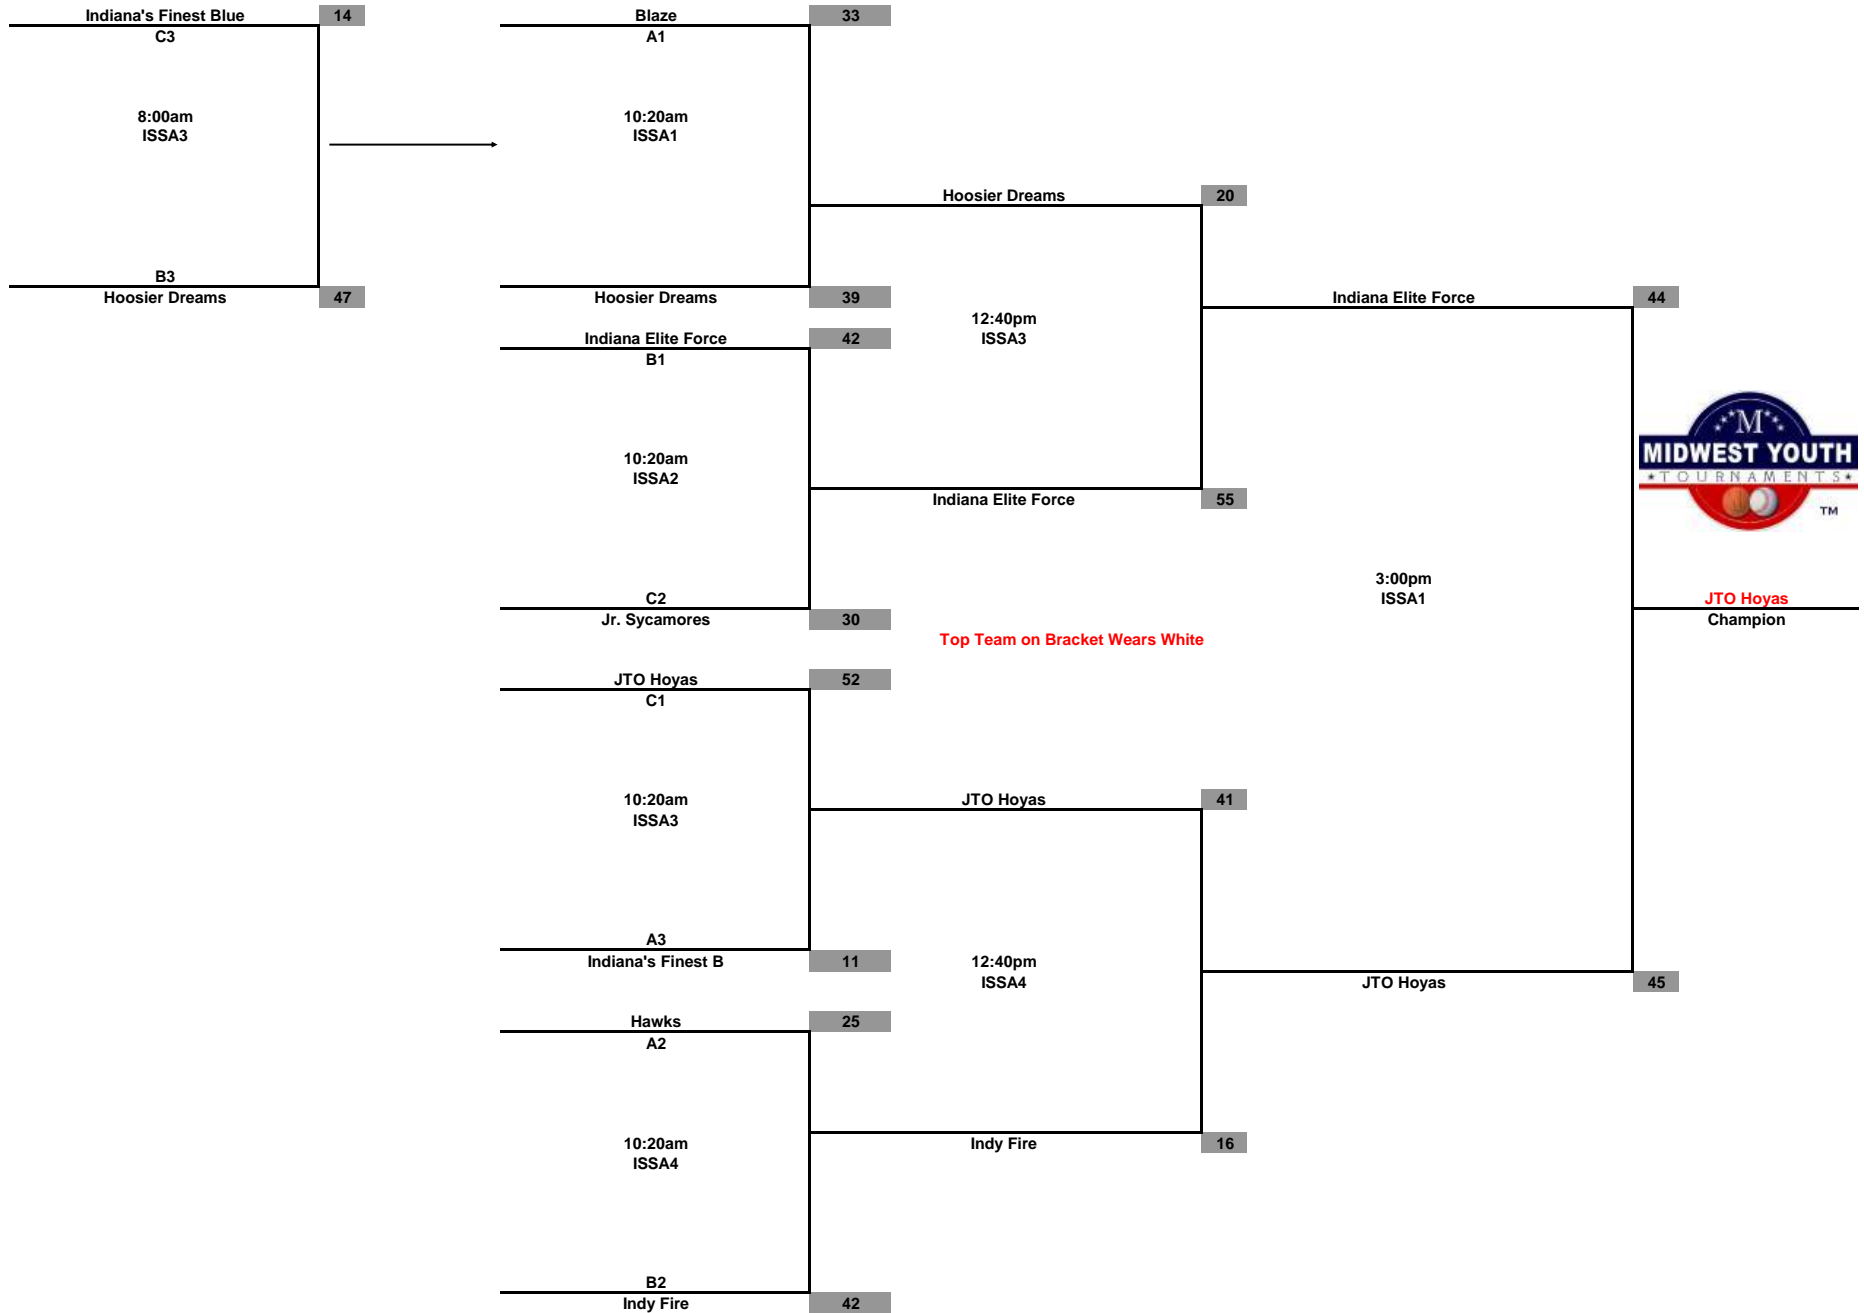 Indiana's Finest Blue 14
C3
8:00am
ISSA3
B3
Hoosier Dreams 47
Blaze 33
A1
10:20am
ISSA1
Hoosier Dreams 39
Indiana Elite Force 42
B1
10:20am
ISSA2
C2
Jr. Sycamores 30
JTO Hoyas 52
C1
10:20am
ISSA3
A3
Indiana's Finest B 11
Hawks 25
A2
10:20am
ISSA4
B2
Indy Fire 42
Hoosier Dreams 20
12:40pm
ISSA3
Indiana Elite Force 55
Top Team on Bracket Wears White
JTO Hoyas 41
12:40pm
ISSA4
Indy Fire 16
Indiana Elite Force 44
3:00pm
ISSA1
JTO Hoyas 45
M
MIDWEST YOUTH
TOURNAMENTS
TM
JTO Hoyas
Champion